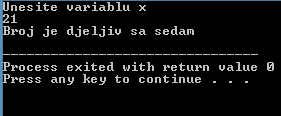 Unesite variablu x
21
Broj je djeljiv sa sedam
--------------------------------
Process exited with return value 0
Press any key to continue . . .